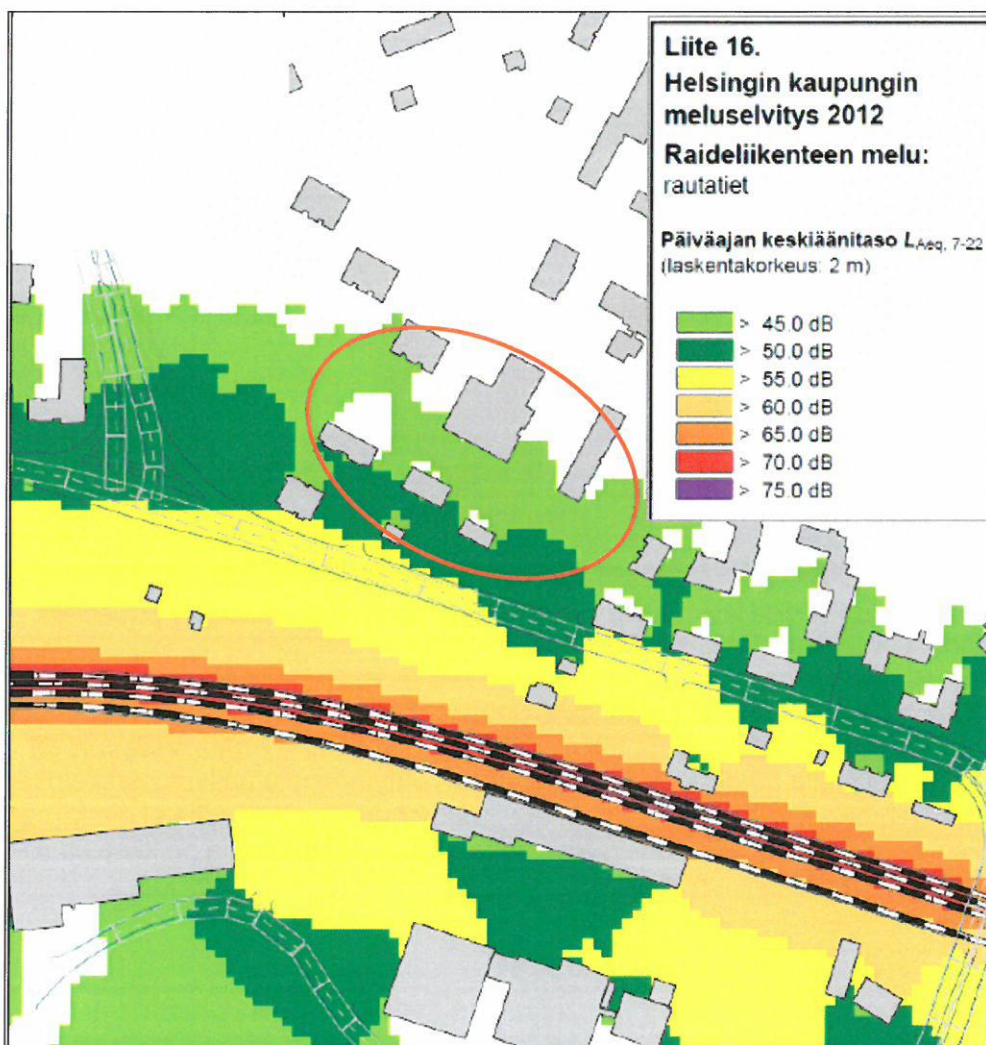 Liite 16.
Helsingin kaupungin
meluselvitys 2012
Raideliikenteen melu:
rautatiet
Päiväajan keskiäänitaso LAeq, 7-22
(laskentakorkeus: 2 m)
> 45.0 dB
> 50.0 dB
> 55.0 dB
> 60.0 dB
> 65.0 dB
> 70.0 dB
> 75.0 dB